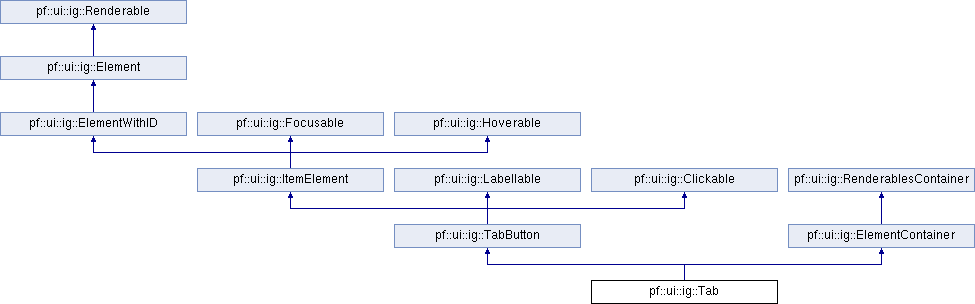 pf::ui::ig::Renderable
pf::ui::ig::Element
pf::ui::ig::ElementWithID
pf::ui::ig::Focusable
pf::ui::ig::Hoverable
pf::ui::ig::ItemElement
pf::ui::ig::Labellable
pf::ui::ig::Clickable
pf::ui::ig::RenderablesContainer
pf::ui::ig::TabButton
pf::ui::ig::ElementContainer
pf::ui::ig::Tab